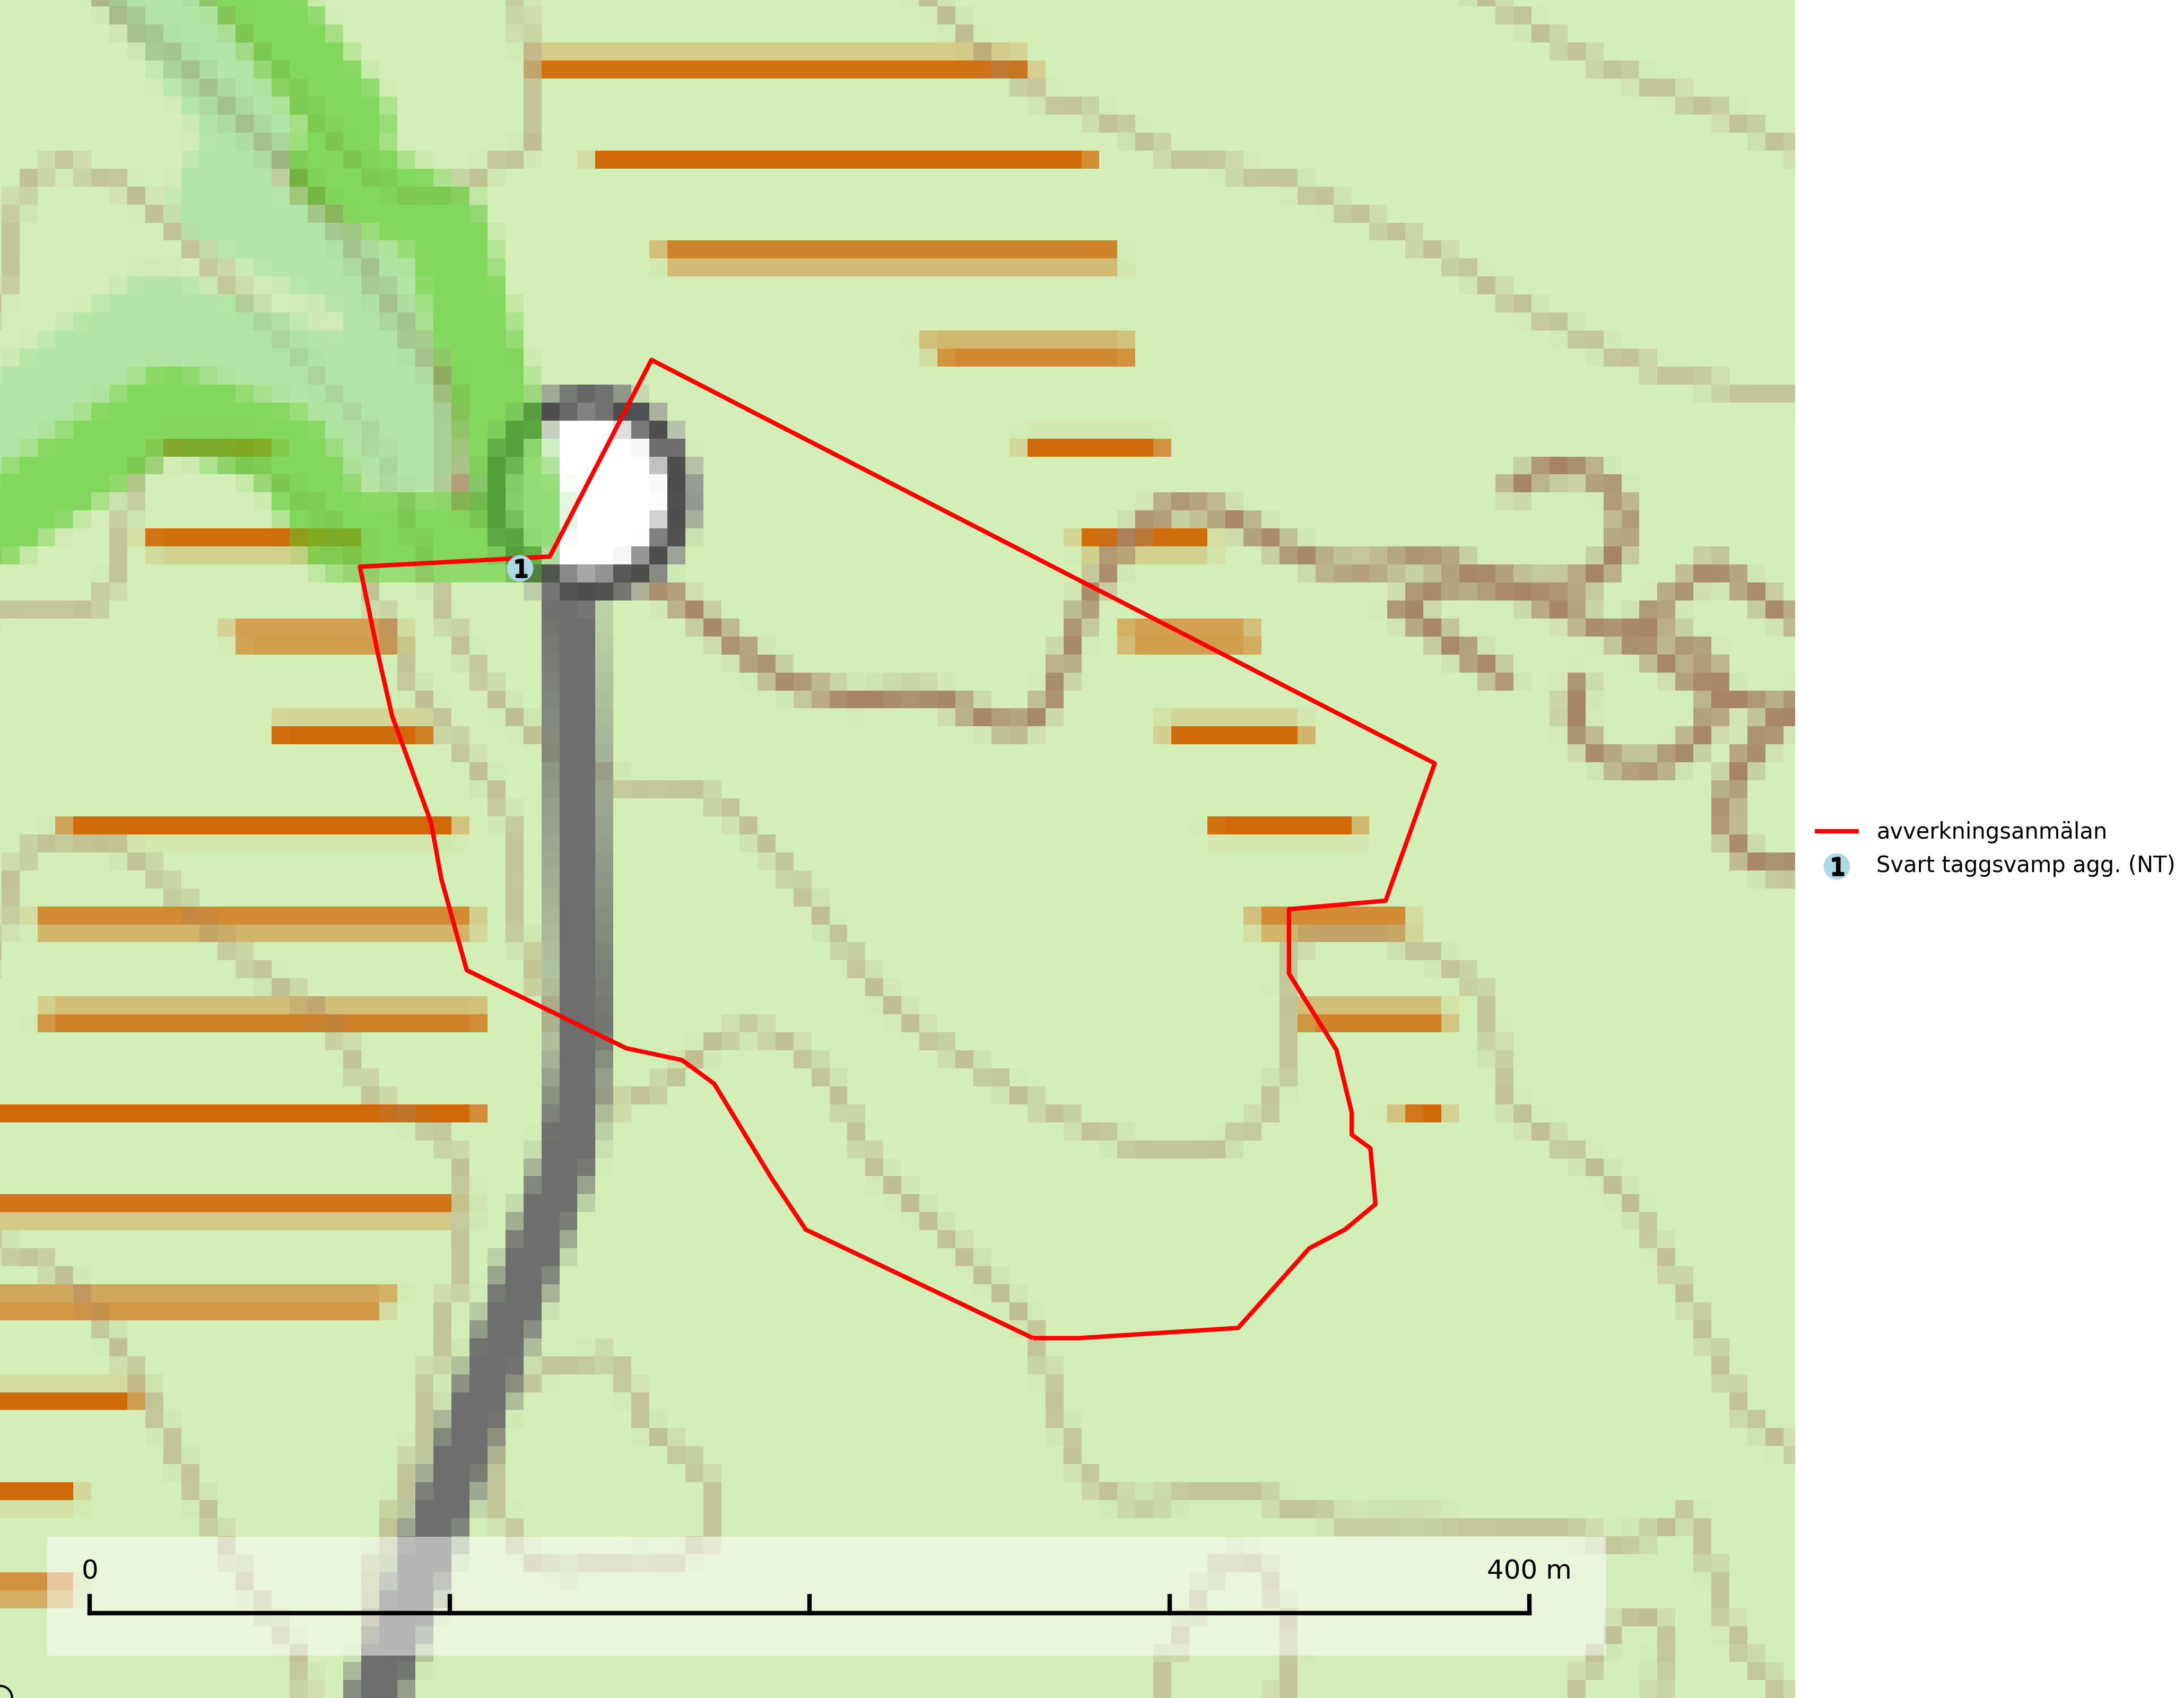 1
avverkningsanmälan
1 Svart taggsvamp agg. (NT)
0 400 m